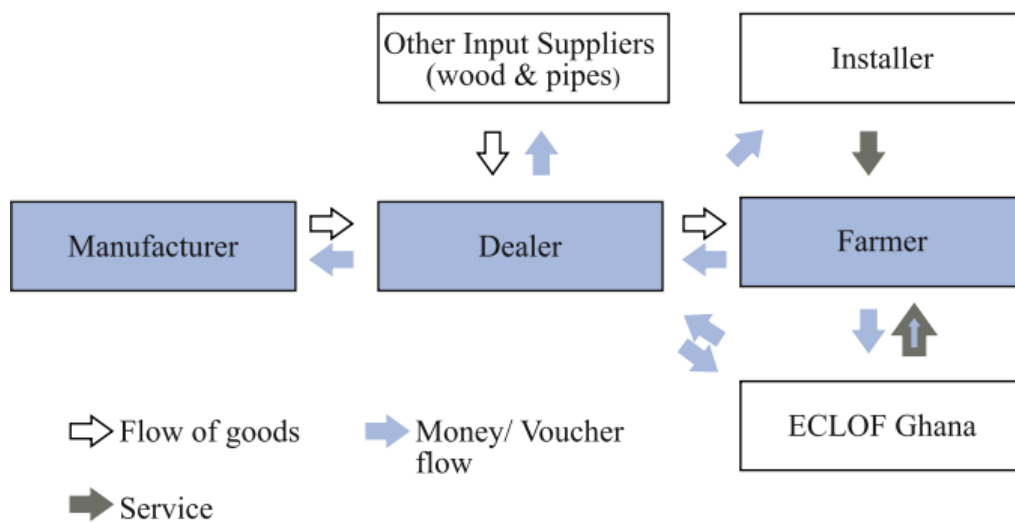 Other Input Suppliers
(wood & pipes)
Installer
Manufacturer
Dealer
Farmer
ECLOF Ghana
Flow of goods
Money/ Voucher
flow
Service